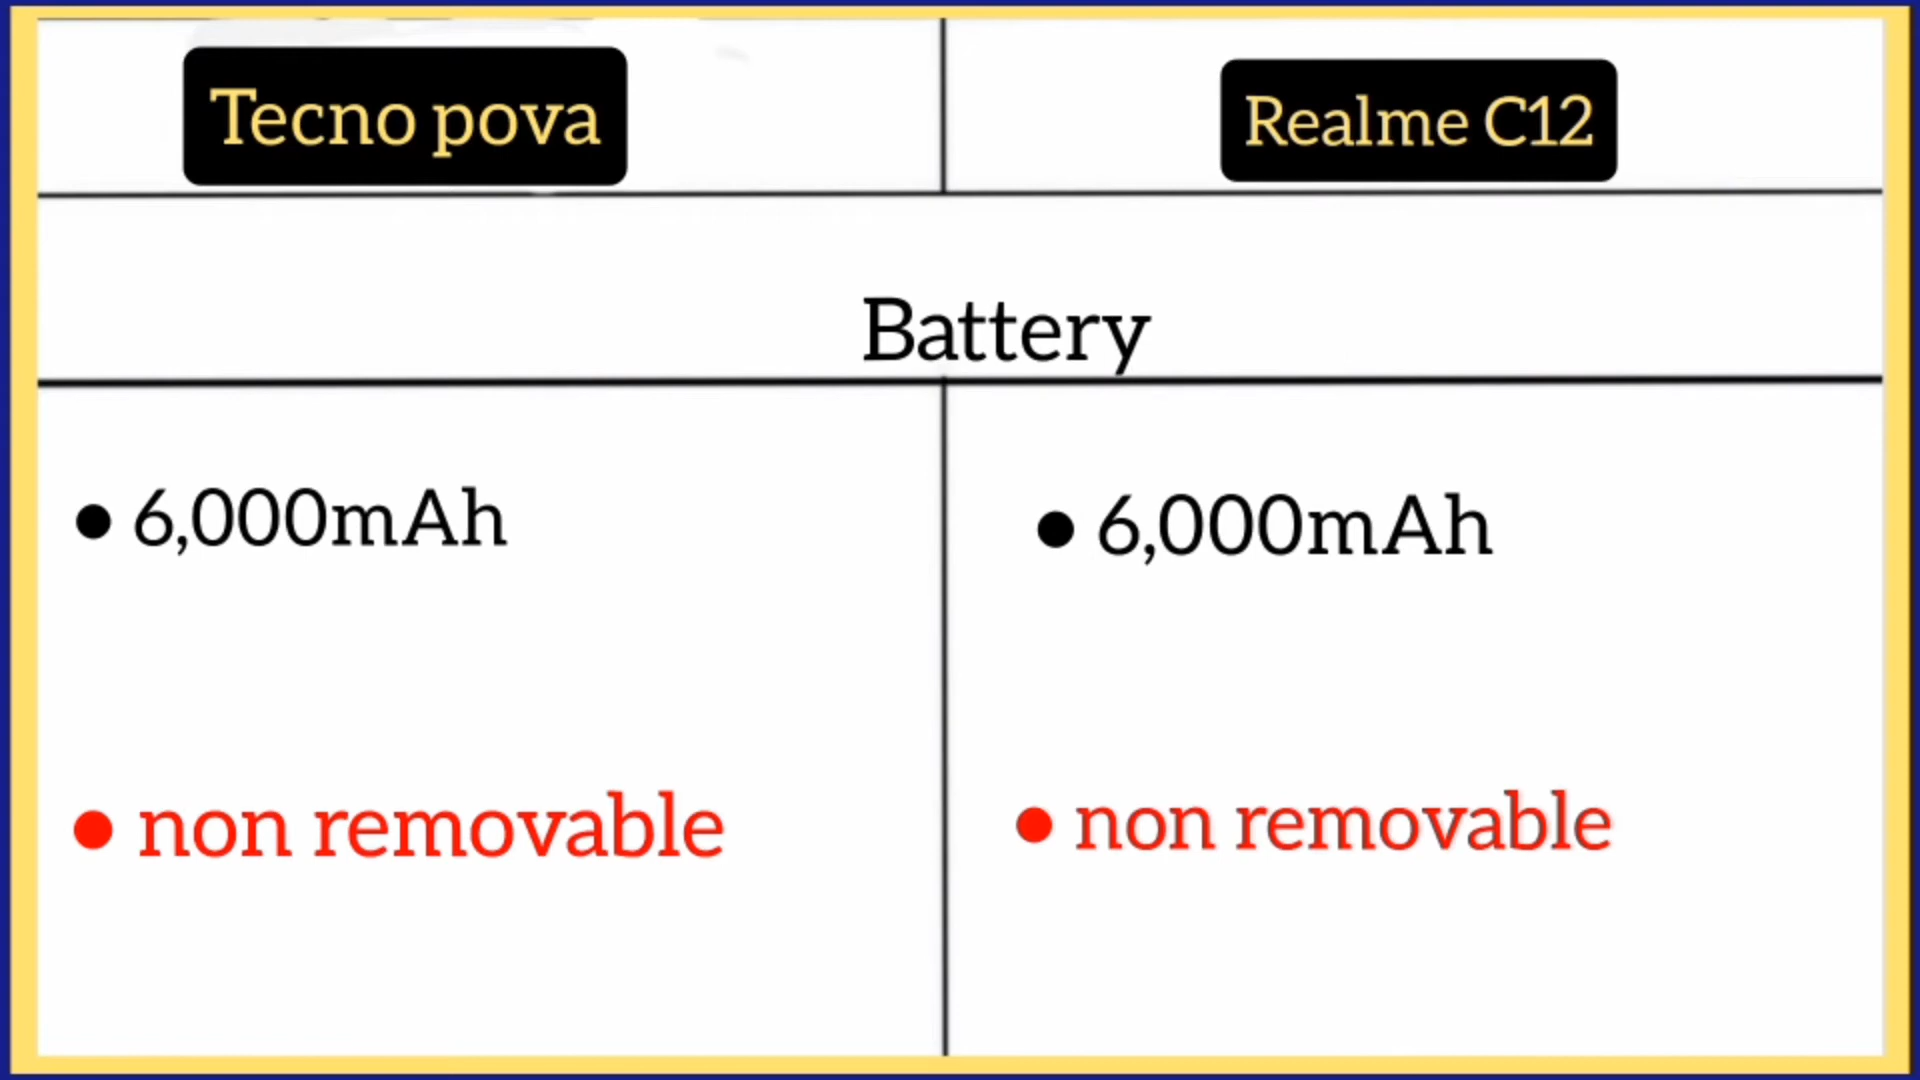 Tecno pova
Realme C12
Battery
● 6,000mAh
● 6,000mAh
● non removable
● non removable